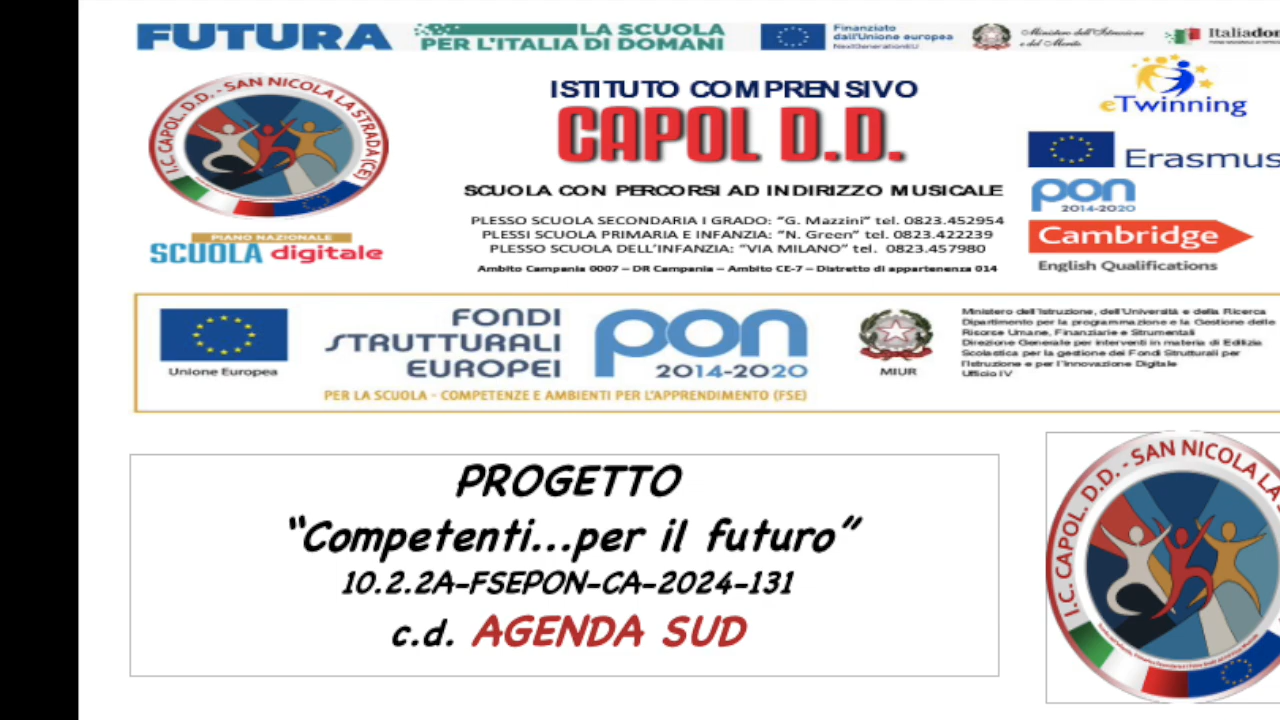 FUTURA
LA SCUOLA
PER L'ITALIA DI DOMANI
Finanziato
dall'Unione europea
NextGenerationEU
Ministero dell'Istruzione
e del Merito
I.C. CAPOL. D.D. - SAN NICOLA LA STRADA (CE)
PIANO NAZIONALE
SCUOLA digitale
ISTITUTO COMPRENSIVO
CAPOL D.D.
SCUOLA CON PERCORSI AD INDIRIZZO MUSICALE
PLESSO SCUOLA SECONDARIA I GRADO: "G. Mazzini" tel. 0823.452954
PLESSI SCUOLA PRIMARIA E INFANZIA: "N. Green" tel. 0823.422239
PLESSO SCUOLA DELL'INFANZIA: "VIA MILANO" tel. 0823.457980
Ambito Campania 0007 – DR Campania – Ambito CE-7 – Distretto di appartenenza 014
eTwinning
Erasmus
pon
2014-2020
Cambridge
English Qualifications
Unione Europea
FONDI
STRUTTURALI
EUROPEI
pon
2014-2020
PER LA SCUOLA - COMPETENZE E AMBIENTI PER L'APPRENDIMENTO (FSE)
MIUR
Ministero dell'Istruzione, dell'Università e della Ricerca
Dipartimento per la programmazione e la Gestione delle
Risorse Umane, Finanziarie e Strumentali
Direzione Generale per interventi in materia di Edilizia
Scolastica per la gestione dei Fondi Strutturali per
l'Istruzione e per l'Innovazione Digitale
Ufficio IV
PROGETTO
"Competenti...per il futuro"
10.2.2A-FSEPON-CA-2024-131
c.d. AGENDA SUD
I.C. CAPOL. D.D. - SAN NICOLA LA